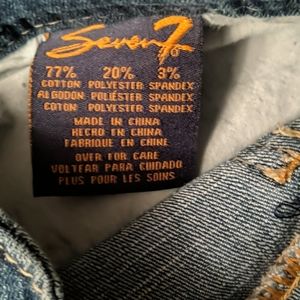 Seven7
77% 20% 3%
COTTON POLYESTER SPANDEX
ALGODON POLIÉSTER SPANDEX
COTON POLYESTER SPANDEX
MADE IN CHINA
HECHO EN CHINA
FABRIQUE EN CHINE
OVER FOR CARE
VOLTEAR PARA CUIDADO
PLUS POUR LES SOINS